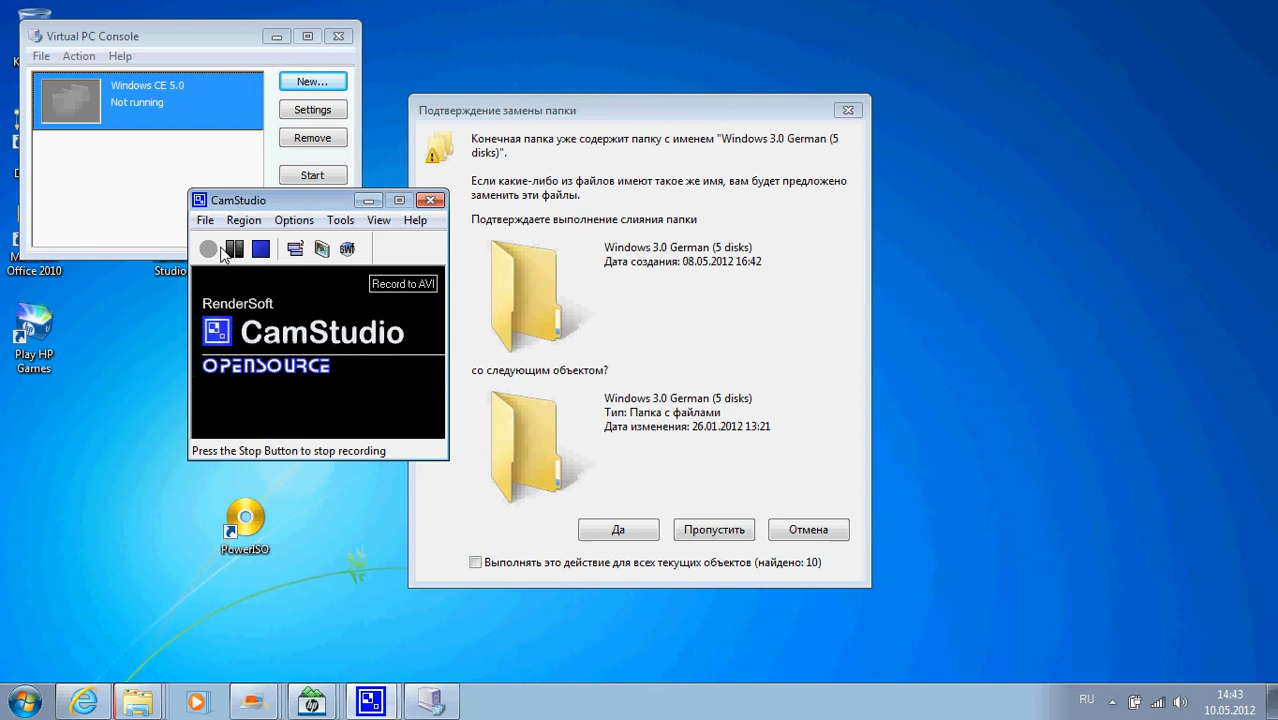 Virtual PC Console
File Action Help
Windows CE 5.0
Not running
New...
Settings
Remove
Start
CamStudio
File Region Options Tools View Help
Record to AVI
RenderSoft
CamStudio
OPENSOURCE
Press the Stop Button to stop recording
Подтверждение замены папки
Конечная папка уже содержит папку с именем "Windows 3.0 German (5
disks)".
Если какие-либо из файлов имеют такое же имя, вам будет предложено
заменить эти файлы.
Подтверждаете выполнение слияния папки
Windows 3.0 German (5 disks)
Дата создания: 08.05.2012 16:42
со следующим объектом?
Windows 3.0 German (5 disks)
Тип: Папка с файлами
Дата изменения: 26.01.2012 13:21
Да Пропустить Отмена
Выполнять это действие для всех текущих объектов (найдено: 10)
Office 2010
Studio
Play HP
Games
PowerISO
RU
14:43
10.05.2012